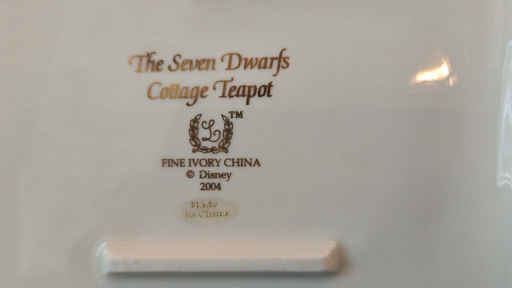 The Seven Dwarfs
Cottage Teapot
L TM
FINE IVORY CHINA
© Disney
2004
Made
in China